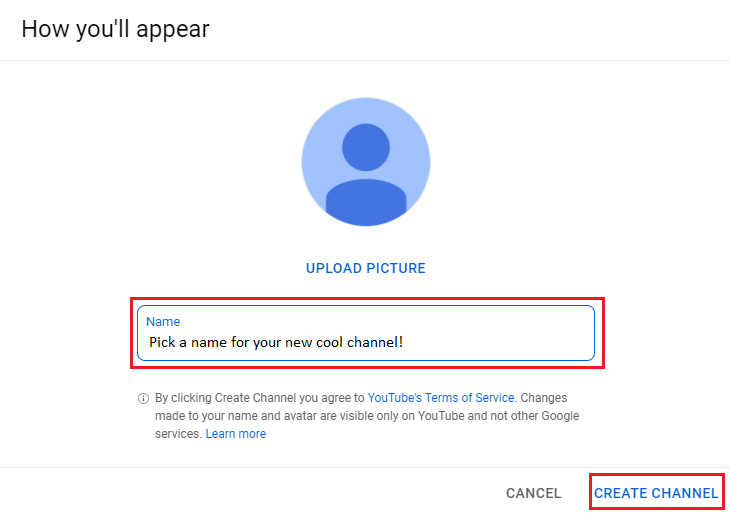 How you'll appear
UPLOAD PICTURE
Name
Pick a name for your new cool channel!
By clicking Create Channel you agree to YouTube's Terms of Service. Changes
made to your name and avatar are visible only on YouTube and not other Google
services. Learn more
CANCEL
CREATE CHANNEL